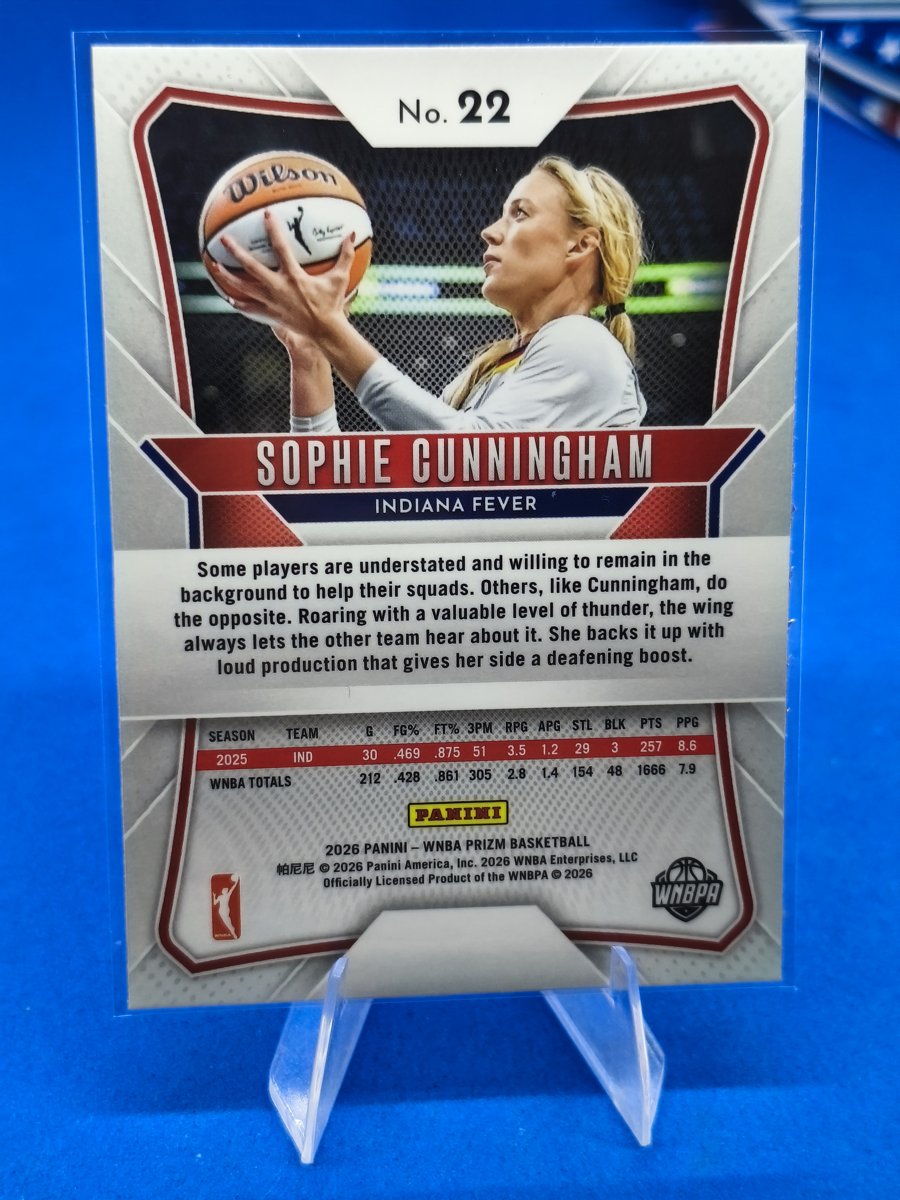 No. 22
Wilson
SOPHIE CUNNINGHAM
INDIANA FEVER
Some players are understated and willing to remain in the
background to help their squads. Others, like Cunningham, do
the opposite. Roaring with a valuable level of thunder, the wing
always lets the other team hear about it. She backs it up with
loud production that gives her side a deafening boost.
SEASON TEAM G FG% FT% 3PM RPG APG STL BLK PTS PPG
2025 IND 30 .469 .875 51 3.5 1.2 29 3 257 8.6
WNBA TOTALS 212 .428 .861 305 2.8 1.4 154 48 1666 7.9
PANINI
2026 PANINI – WNBA PRIZM BASKETBALL
帕尼尼 © 2026 Panini America, Inc. 2026 WNBA Enterprises, LLC
Officially Licensed Product of the WNBPA © 2026
WNBPA